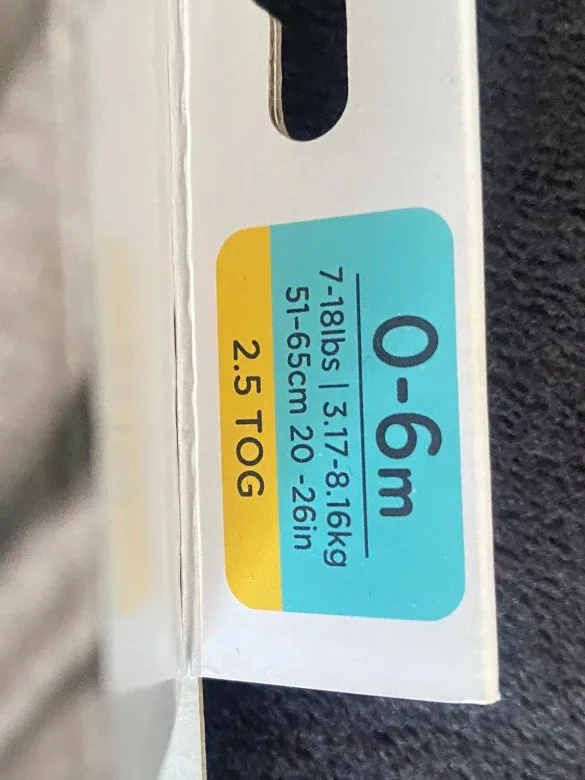 0-6m
7-18lbs | 3.17-8.16kg
51-65cm 20 -26in
2.5 TOG